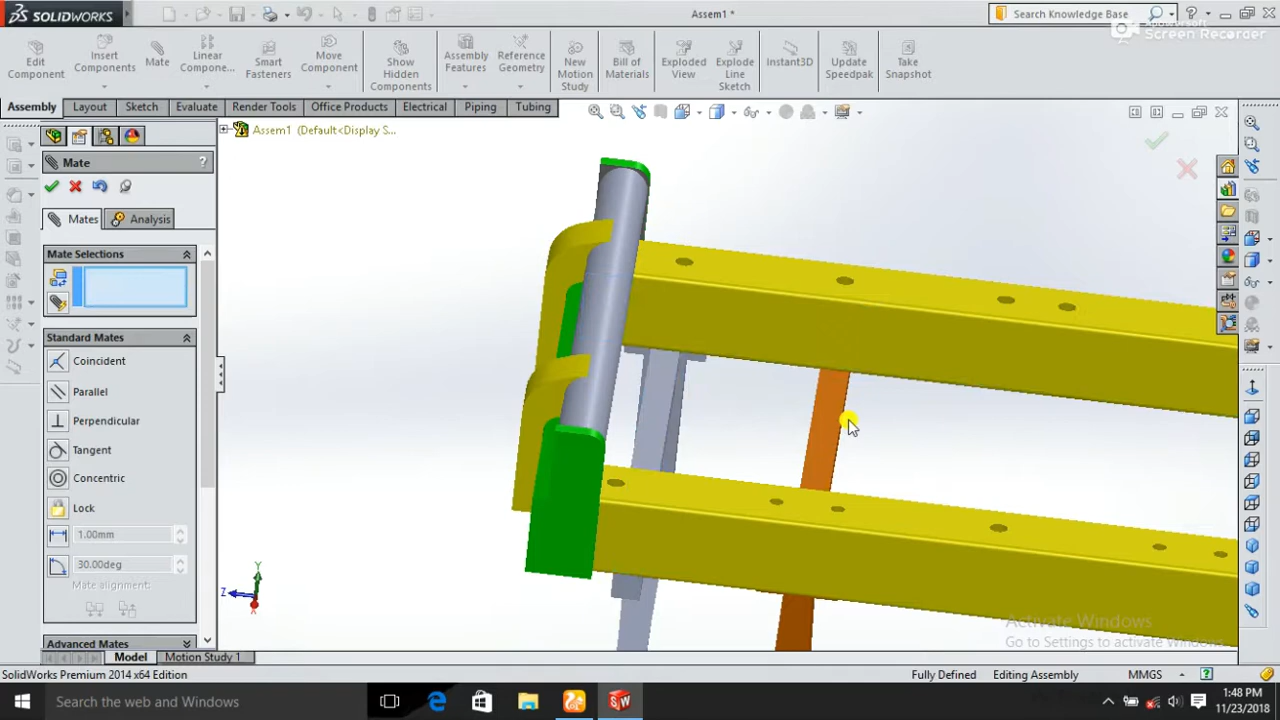 SOLIDWORKS
Assem1 *
Search Knowledge Base
Screen Recorder
Edit Component
Insert Components
Mate
Linear Compone...
Smart Fasteners
Move Component
Show Hidden Components
Assembly Features
Reference Geometry
New Motion Study
Bill of Materials
Exploded View
Explode Line Sketch
Instant3D
Update Speedpak
Take Snapshot
Assembly Layout Sketch Evaluate Render Tools Office Products Electrical Piping Tubing
Assem1 (Default<Display S...
Mate ?
Mates Analysis
Mate Selections
Standard Mates
Coincident
Parallel
Perpendicular
Tangent
Concentric
Lock
1.00mm
30.00deg
Mate alignment:
Advanced Mates
Y
Z
X
Activate Windows
Go to Settings to activate Windows.
Model Motion Study 1
SolidWorks Premium 2014 x64 Edition Fully Defined Editing Assembly MMGS
Search the web and Windows
SW
1:48 PM
11/23/2018